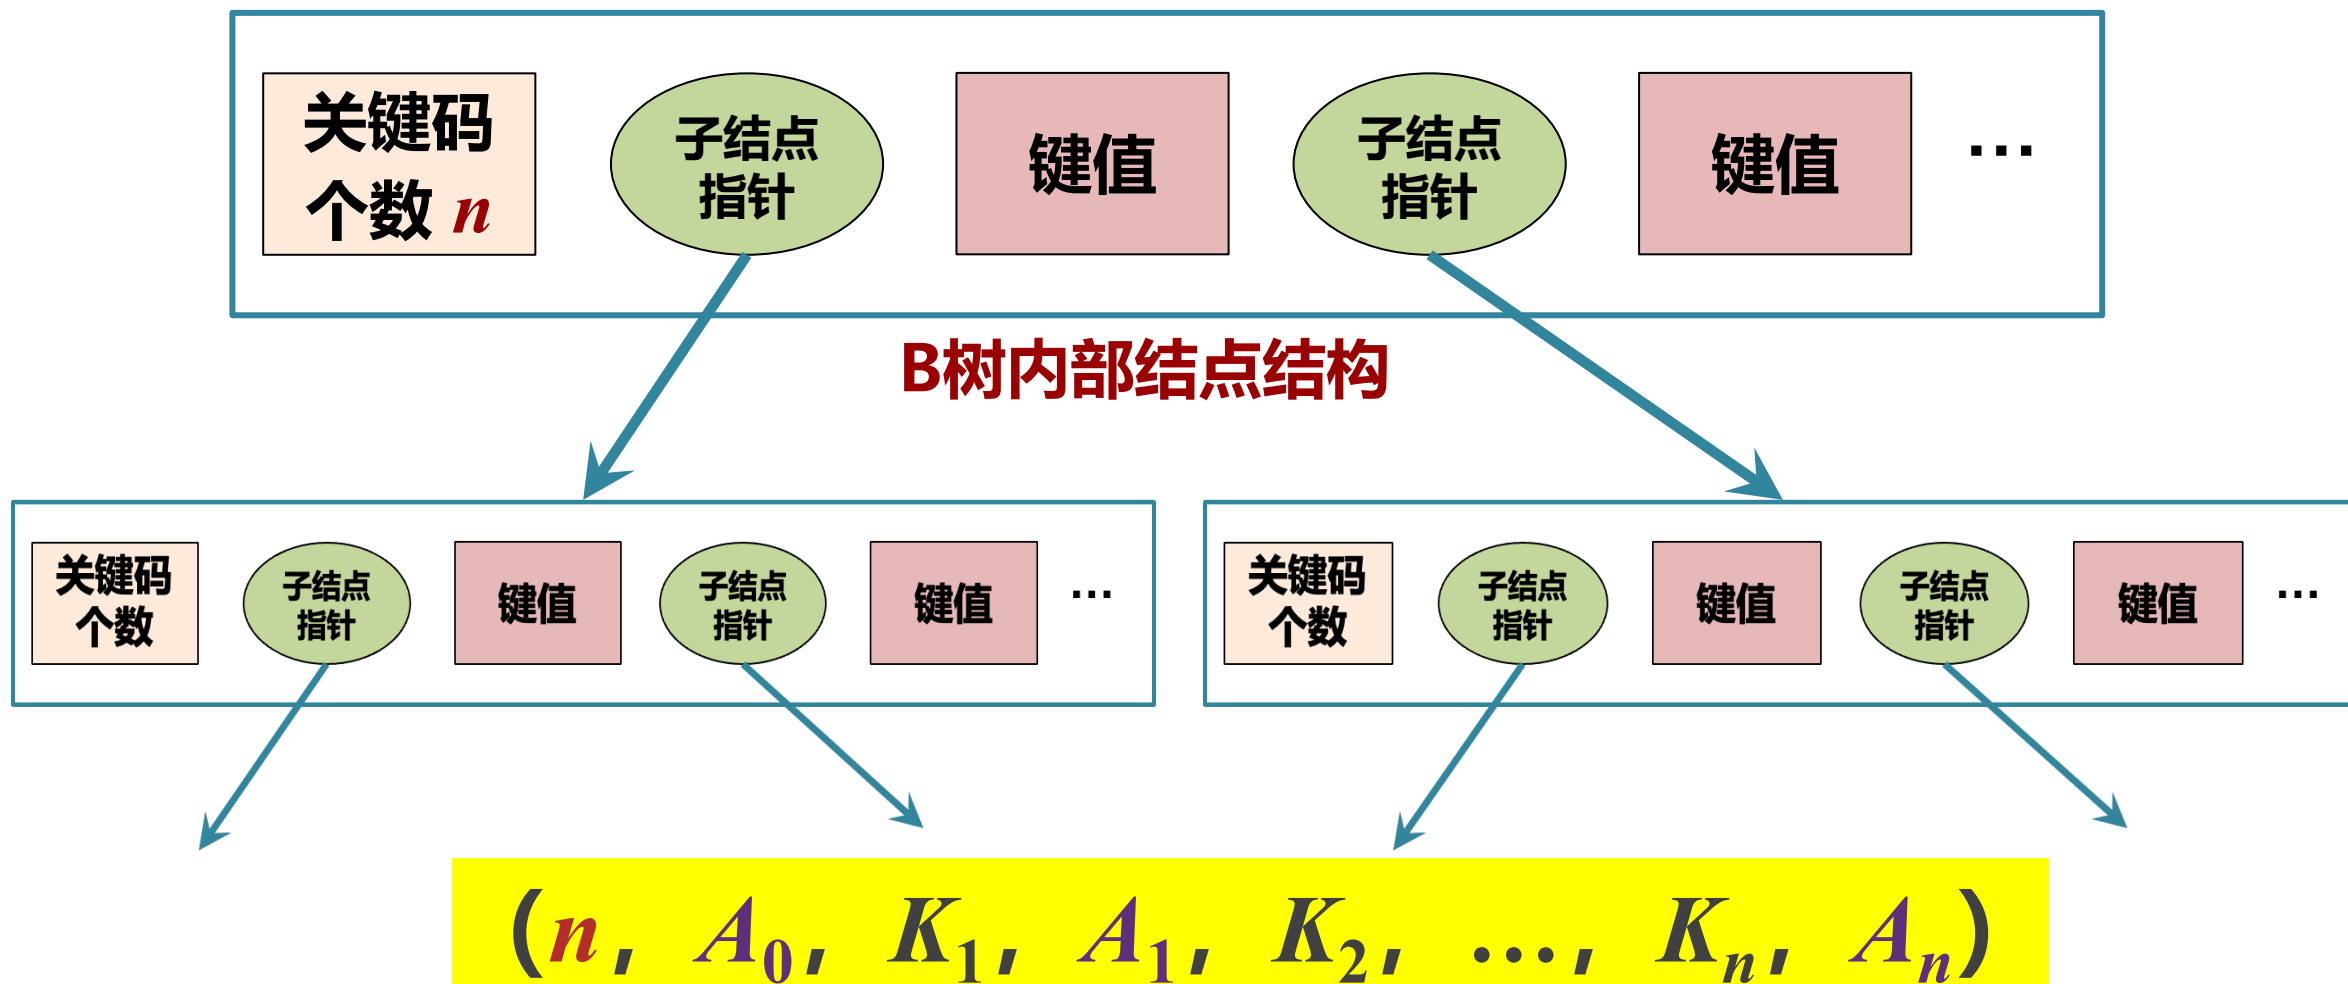 关键码
个数 n
子结点
指针
键值
子结点
指针
键值
…
B树内部结点结构
关键码
个数
子结点
指针
键值
子结点
指针
键值
…
关键码
个数
子结点
指针
键值
子结点
指针
键值
…
(n, A₀, K₁, A₁, K₂, …, Kₙ, Aₙ)